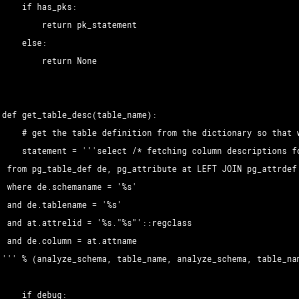 if has_pks:
return pk_statement
else:
return None
def get_table_desc(table_name):
# get the table definition from the dictionary so that
statement = '''select /* fetching column descriptions
from pg_table_def de, pg_attribute at LEFT JOIN pg_attrdef
where de.schemaname = '%s'
and de.tablename = '%s'
and at.attrelid = '%s."%s"'::regclass
and de.column = at.attname
''' % (analyze_schema, table_name, analyze_schema,
if debug: